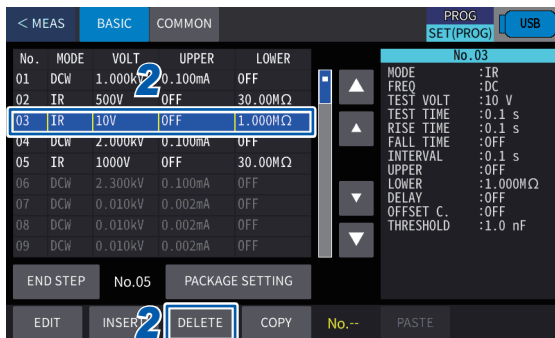 < MEAS BASIC COMMON PROG SET(PROG) USB
No. MODE VOLT UPPER LOWER
01 DCW 1.000kV 0.100mA OFF
2
02 IR 500V OFF 30.00MΩ
03 IR 10V OFF 1.000MΩ
04 DCW 2.000kV 0.100mA OFF
05 IR 1000V OFF 30.00MΩ
06 DCW 2.300kV 0.100mA OFF
07 DCW 0.010kV 0.002mA OFF
08 DCW 0.010kV 0.002mA OFF
09 DCW 0.010kV 0.002mA OFF
No.03
MODE :IR
FREQ :DC
TEST VOLT :10 V
TEST TIME :0.1 s
RISE TIME :0.1 s
FALL TIME :OFF
INTERVAL :0.1 s
UPPER :OFF
LOWER :1.000MΩ
DELAY :OFF
OFFSET C. :OFF
THRESHOLD :1.0 nF
END STEP No.05 PACKAGE SETTING
EDIT INSERT 2 DELETE COPY No.-- PASTE